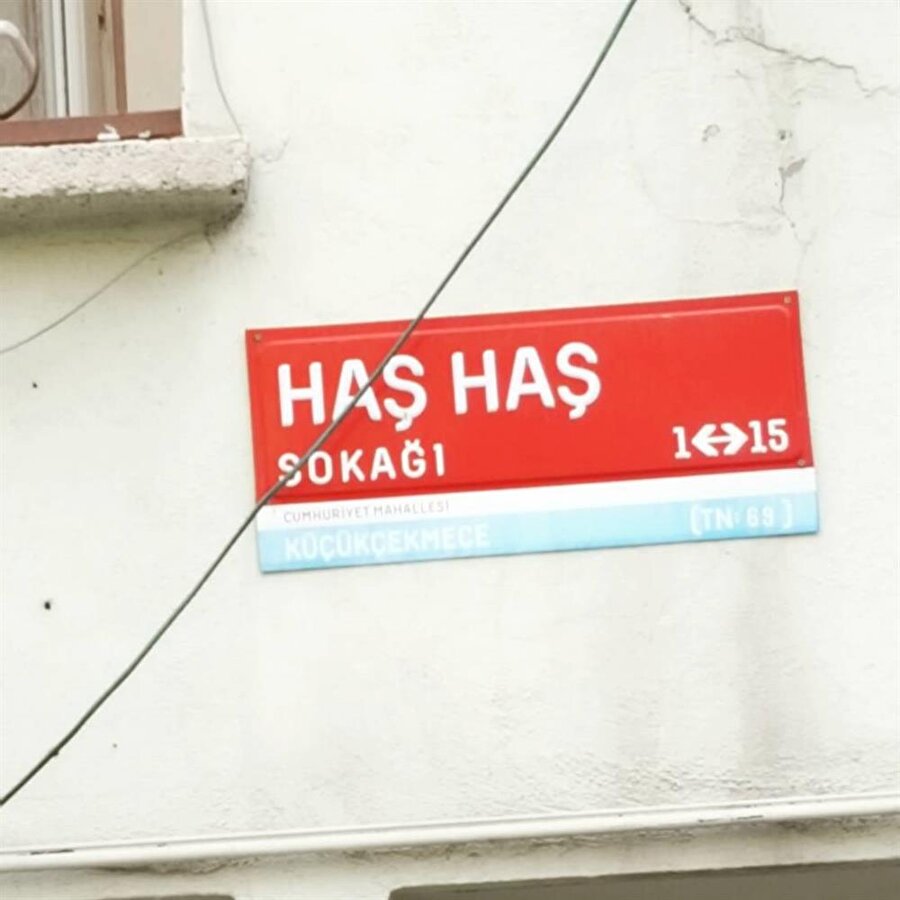 HAŞ HAŞ
SOKAĞI
1↔15
CUMHURİYET MAHALLESİ
KÜÇÜKÇEKMECE
(TN: 69)